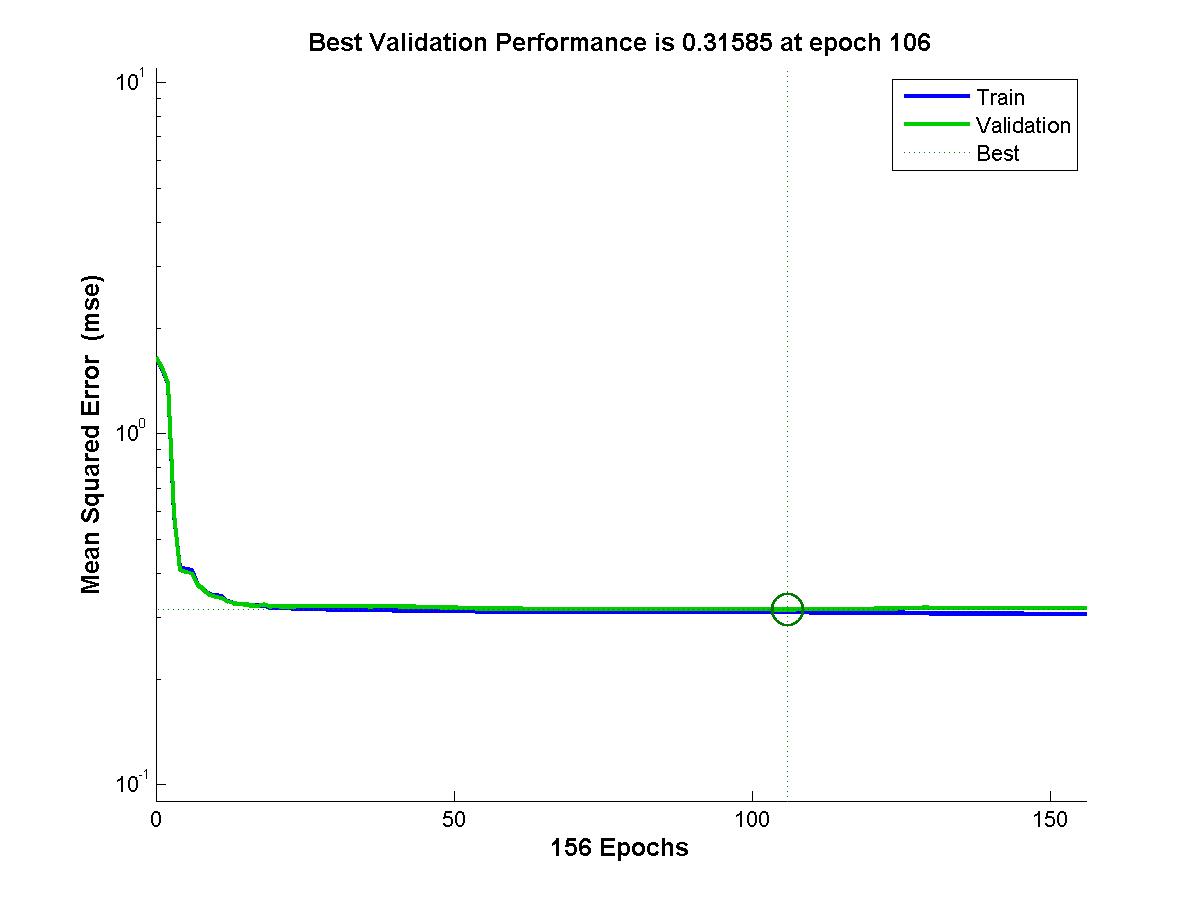 Best Validation Performance is 0.31585 at epoch 106
Train
Validation
Best
Mean Squared Error (mse)
10^1
10^0
10^-1
0 50 100 150
156 Epochs